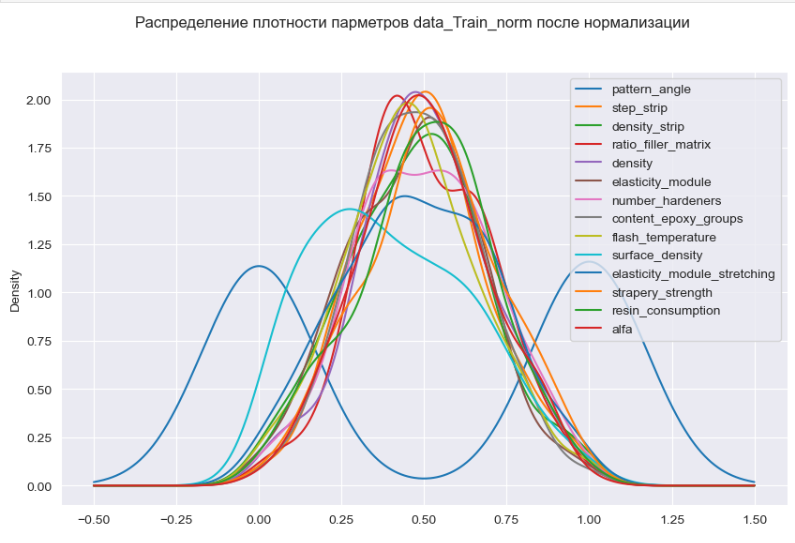 Распределение плотности парметров data_Train_norm после нормализации
2.00
1.75
1.50
1.25
1.00
0.75
0.50
0.25
0.00
Density
pattern_angle
step_strip
density_strip
ratio_filler_matrix
density
elasticity_module
number_hardeners
content_epoxy_groups
flash_temperature
surface_density
elasticity_module_stretching
strapery_strength
resin_consumption
alfa
−0.50 −0.25 0.00 0.25 0.50 0.75 1.00 1.25 1.50